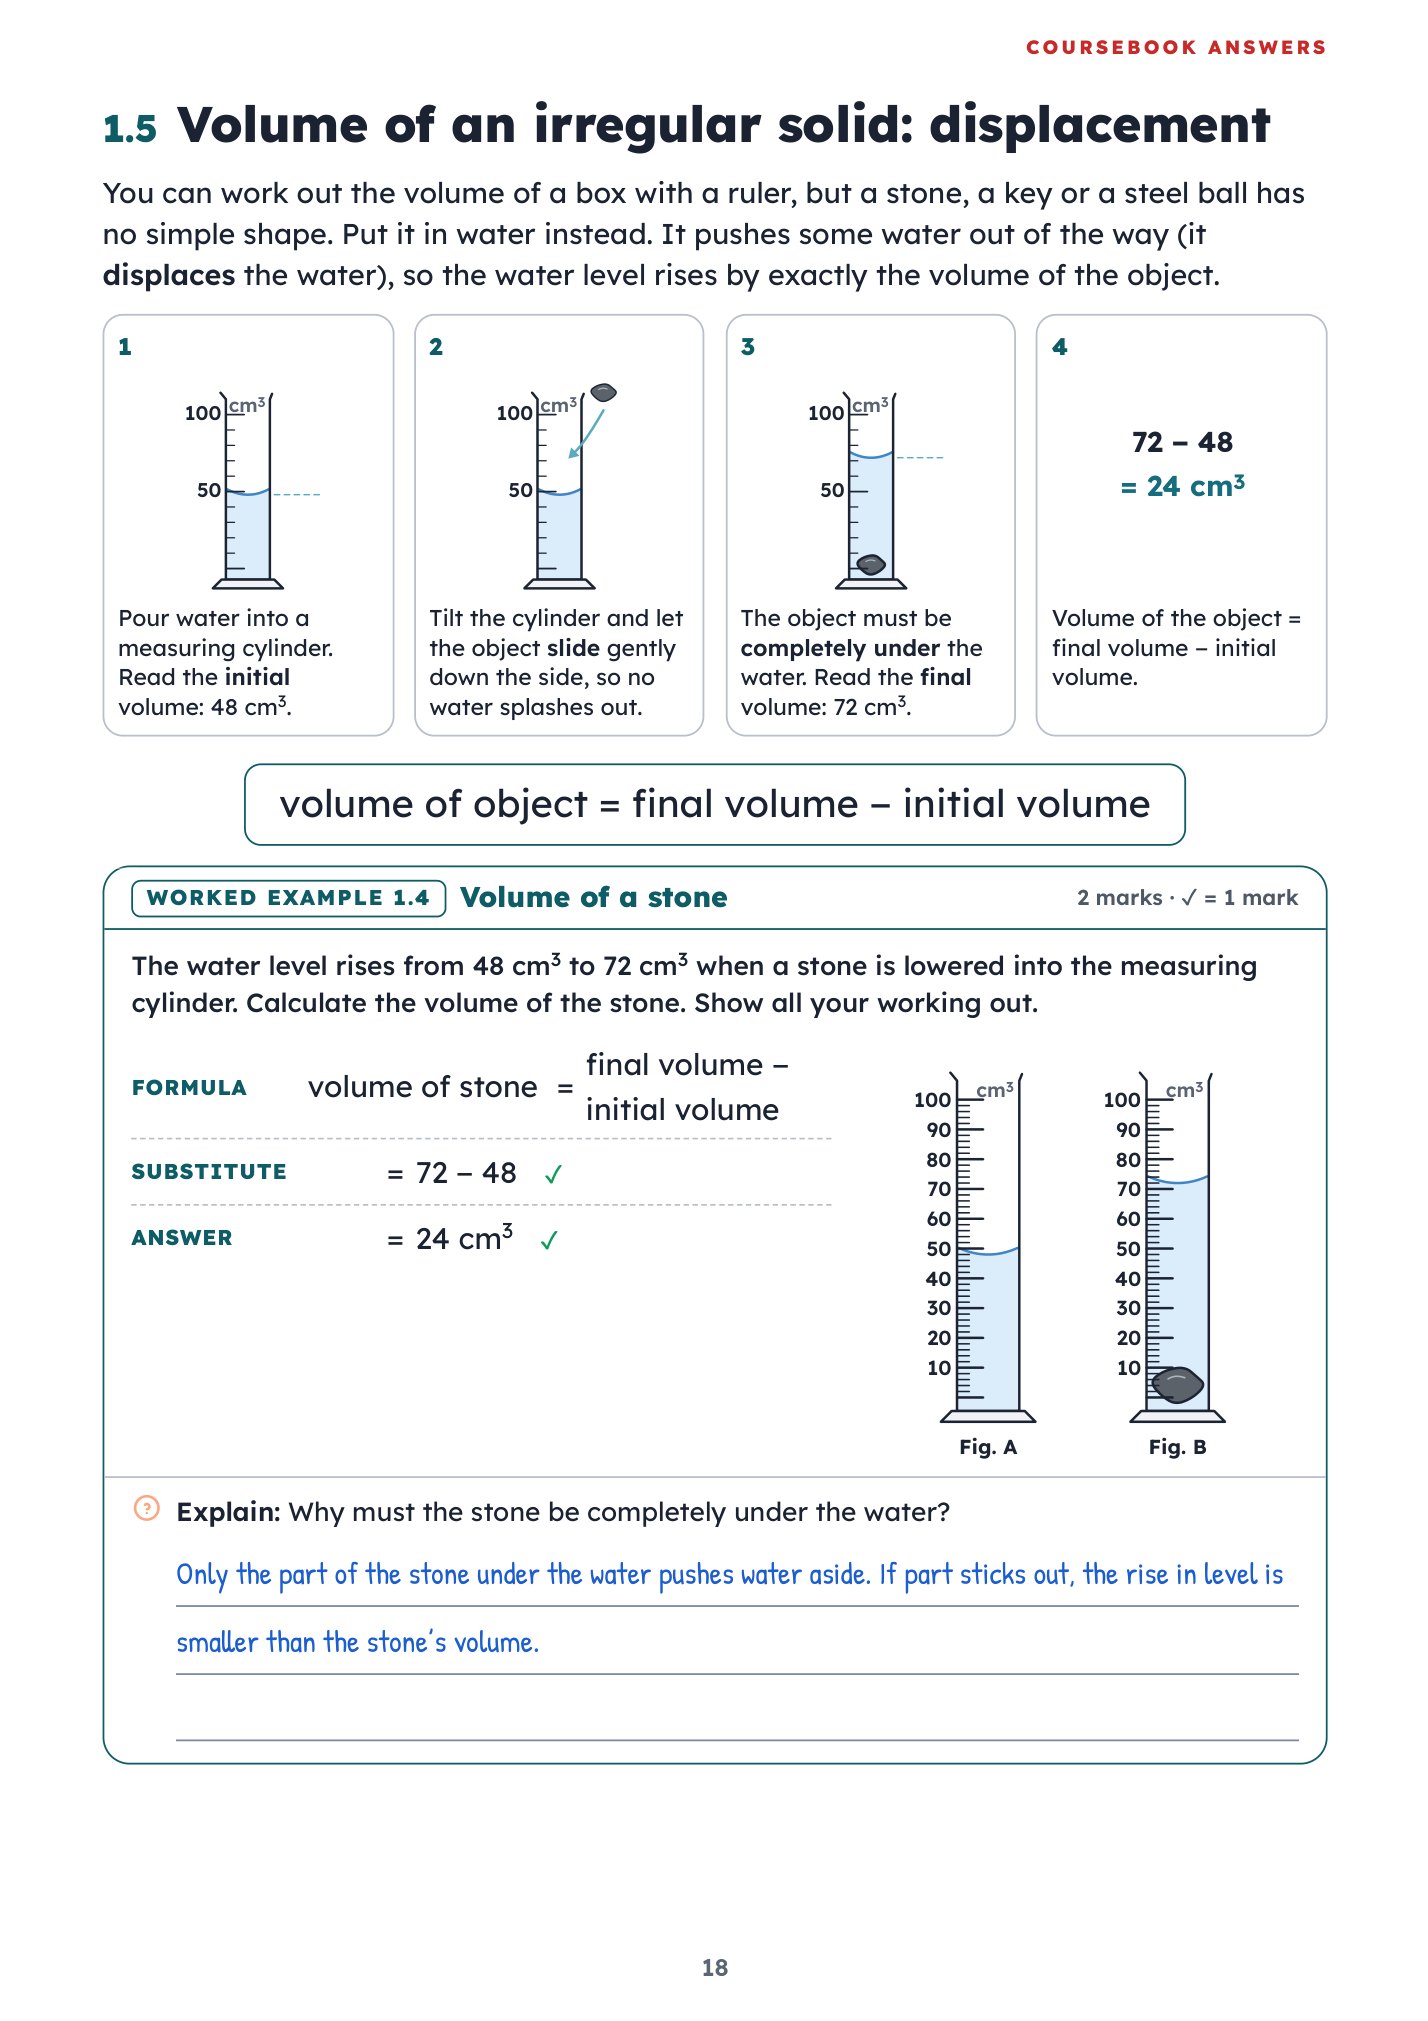 COURSEBOOK ANSWERS
1.5 Volume of an irregular solid: displacement
You can work out the volume of a box with a ruler, but a stone, a key or a steel ball has
no simple shape. Put it in water instead. It pushes some water out of the way (it
displaces the water), so the water level rises by exactly the volume of the object.
1
cm³
100
50
Pour water into a
measuring cylinder.
Read the initial
volume: 48 cm³.
2
cm³
100
50
Tilt the cylinder and let
the object slide gently
down the side, so no
water splashes out.
3
cm³
100
50
The object must be
completely under the
water. Read the final
volume: 72 cm³.
4
72 – 48
= 24 cm³
Volume of the object =
final volume – initial
volume.
volume of object = final volume – initial volume
WORKED EXAMPLE 1.4 Volume of a stone 2 marks · ✓ = 1 mark
The water level rises from 48 cm³ to 72 cm³ when a stone is lowered into the measuring
cylinder. Calculate the volume of the stone. Show all your working out.
FORMULA volume of stone = final volume –
initial volume
SUBSTITUTE = 72 – 48 ✓
ANSWER = 24 cm³ ✓
cm³
100
90
80
70
60
50
40
30
20
10
Fig. A
cm³
100
90
80
70
60
50
40
30
20
10
Fig. B
? Explain: Why must the stone be completely under the water?
Only the part of the stone under the water pushes water aside. If part sticks out, the rise in level is
smaller than the stone's volume.
18